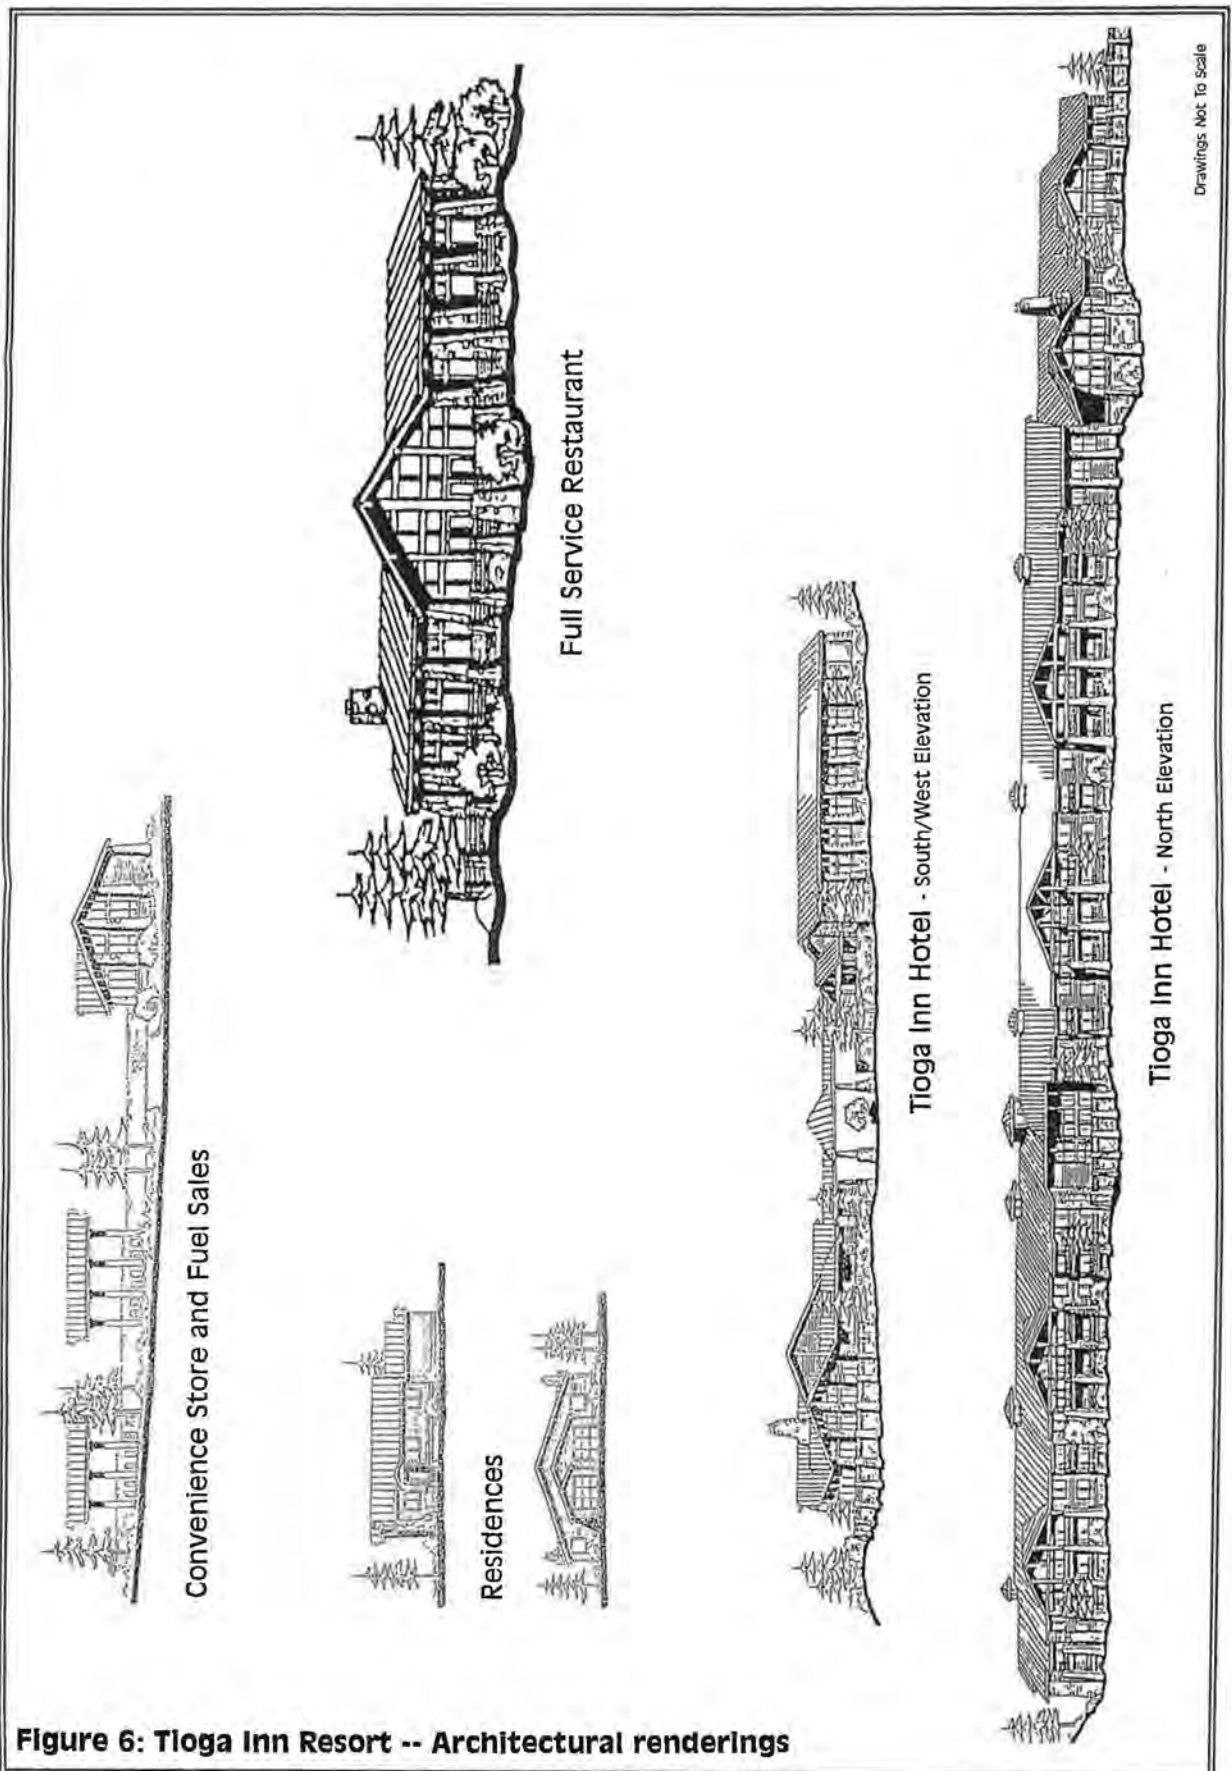 Convenience Store and Fuel Sales
Full Service Restaurant
Residences
Tioga Inn Hotel - South/West Elevation
Tioga Inn Hotel - North Elevation
Drawings Not To Scale
Figure 6: Tioga Inn Resort -- Architectural renderings